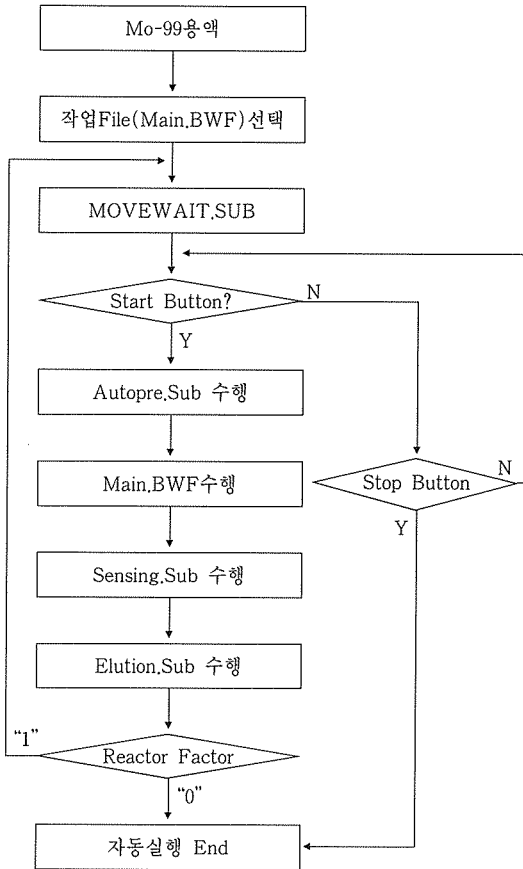 Mo-99용액
작업File(Main.BWF)선택
MOVEWAIT.SUB
Start Button?
N
Y
Autopre.Sub 수행
Main.BWF수행
Stop Button
N
Y
Sensing.Sub 수행
Elution.Sub 수행
"1"
Reactor Factor
"0"
자동실행 End